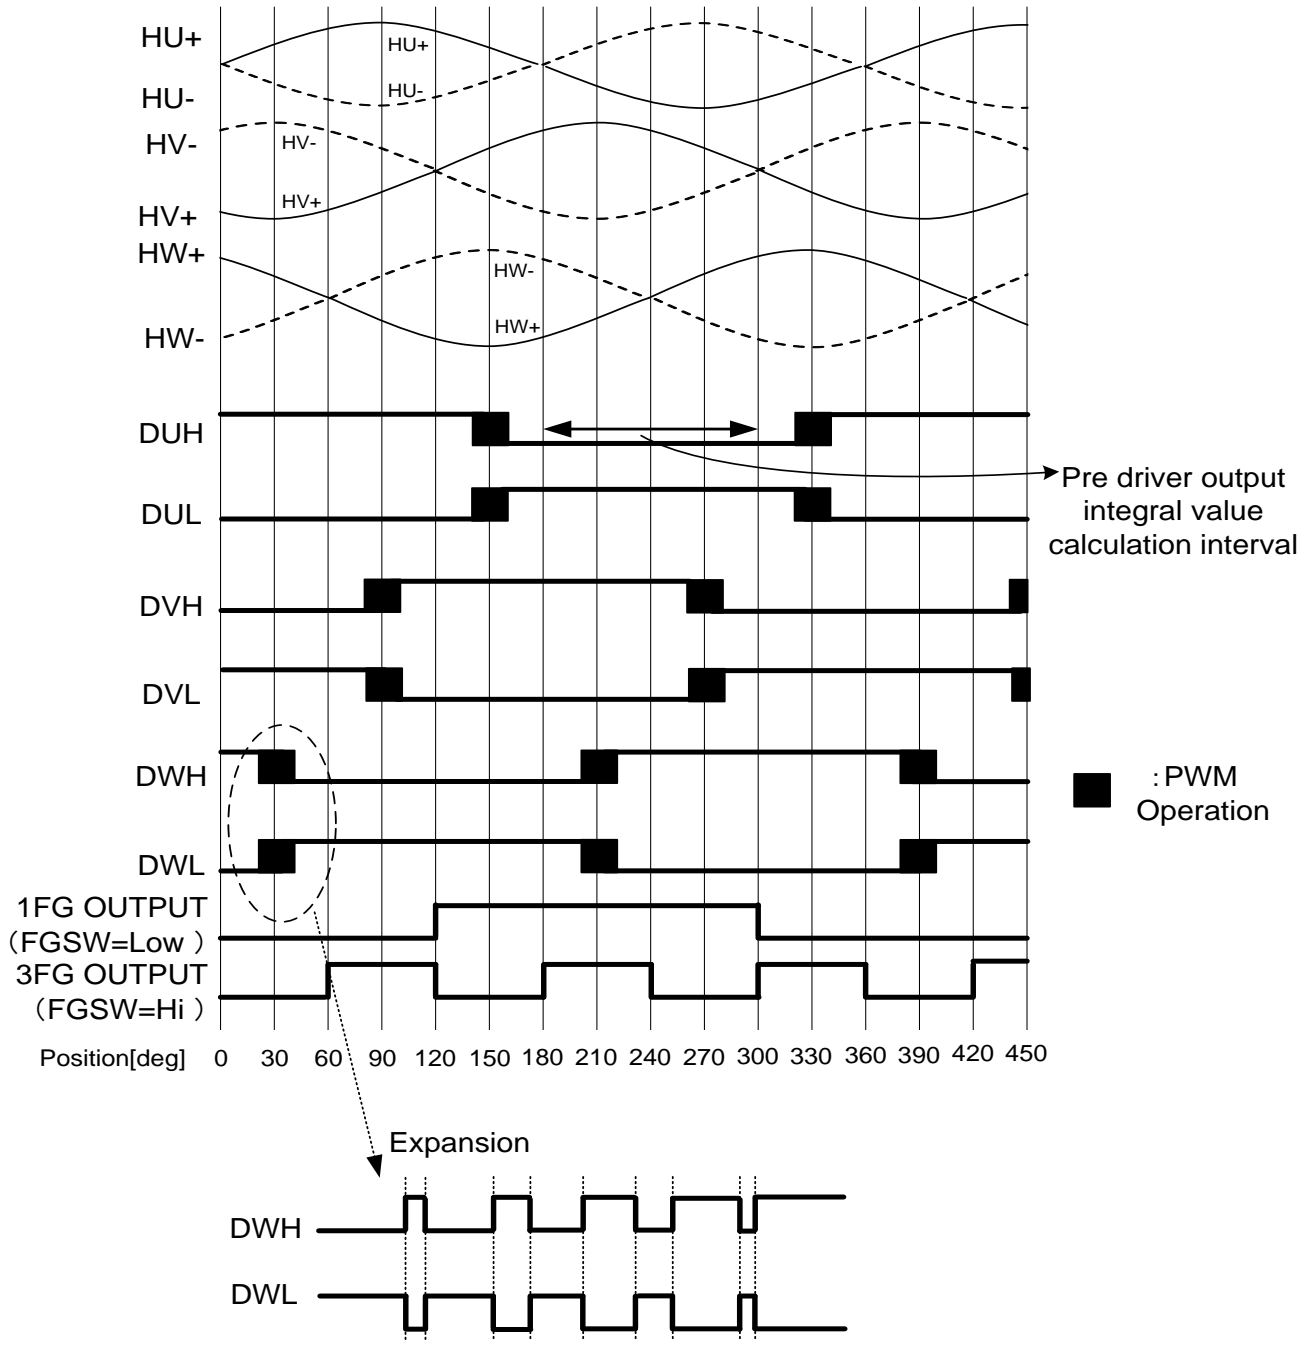 HU+
HU+
HU-
HU-
HV-
HV-
HV+
HV+
HW+
HW-
HW+
HW-
DUH
Pre driver output
integral value
calculation interval
DUL
DVH
DVL
DWH
:PWM
Operation
DWL
1FG OUTPUT
(FGSW=Low )
3FG OUTPUT
(FGSW=Hi )
Position[deg] 0 30 60 90 120 150 180 210 240 270 300 330 360 390 420 450
Expansion
DWH
DWL